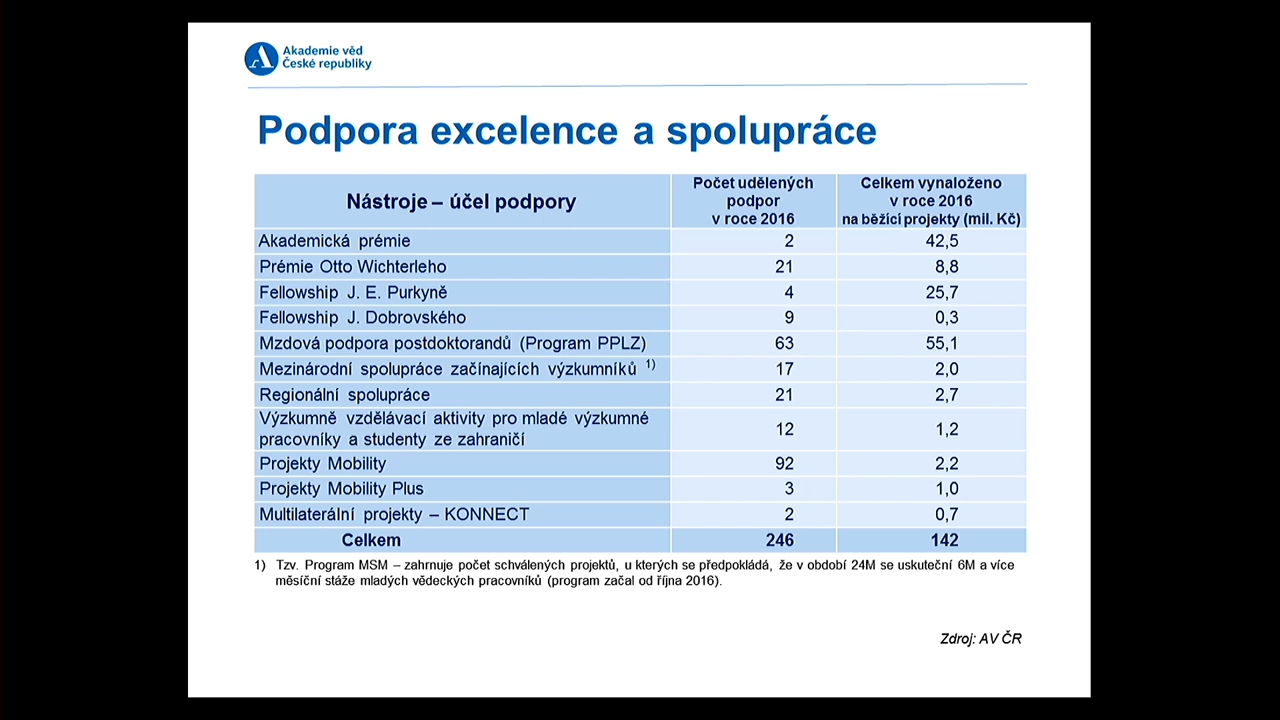 Akademie věd
České republiky
Podpora excelence a spolupráce
Nástroje – účel podpory
Počet udělených
podpor
v roce 2016
Celkem vynaloženo
v roce 2016
na běžící projekty (mil. Kč)
Akademická prémie 2 42,5
Prémie Otto Wichterleho 21 8,8
Fellowship J. E. Purkyně 4 25,7
Fellowship J. Dobrovského 9 0,3
Mzdová podpora postdoktorandů (Program PPLZ) 63 55,1
Mezinárodní spolupráce začínajících výzkumníků 1) 17 2,0
Regionální spolupráce 21 2,7
Výzkumně vzdělávací aktivity pro mladé výzkumné
pracovníky a studenty ze zahraničí 12 1,2
Projekty Mobility 92 2,2
Projekty Mobility Plus 3 1,0
Multilaterální projekty – KONNECT 2 0,7
Celkem 246 142
1) Tzv. Program MSM – zahrnuje počet schválených projektů, u kterých se předpokládá, že v období 24M se uskuteční 6M a více
měsíční stáže mladých vědeckých pracovníků (program začal od října 2016).
Zdroj: AV ČR